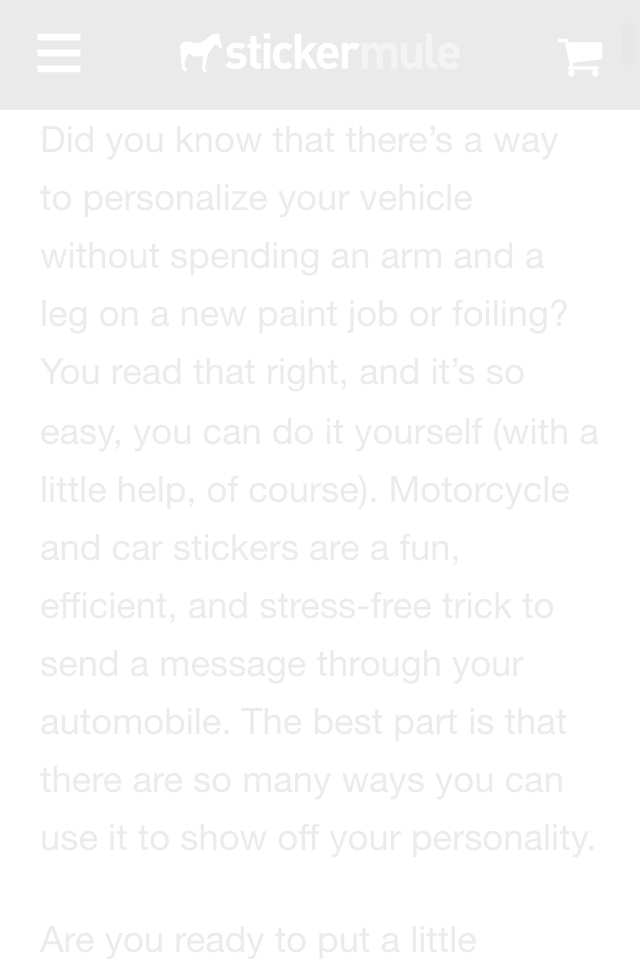 stickermule
Did you know that there’s a way
to personalize your vehicle
without spending an arm and a
leg on a new paint job or foiling?
You read that right, and it’s so
easy, you can do it yourself (with a
little help, of course). Motorcycle
and car stickers are a fun,
efficient, and stress-free trick to
send a message through your
automobile. The best part is that
there are so many ways you can
use it to show off your personality.
Are you ready to put a little